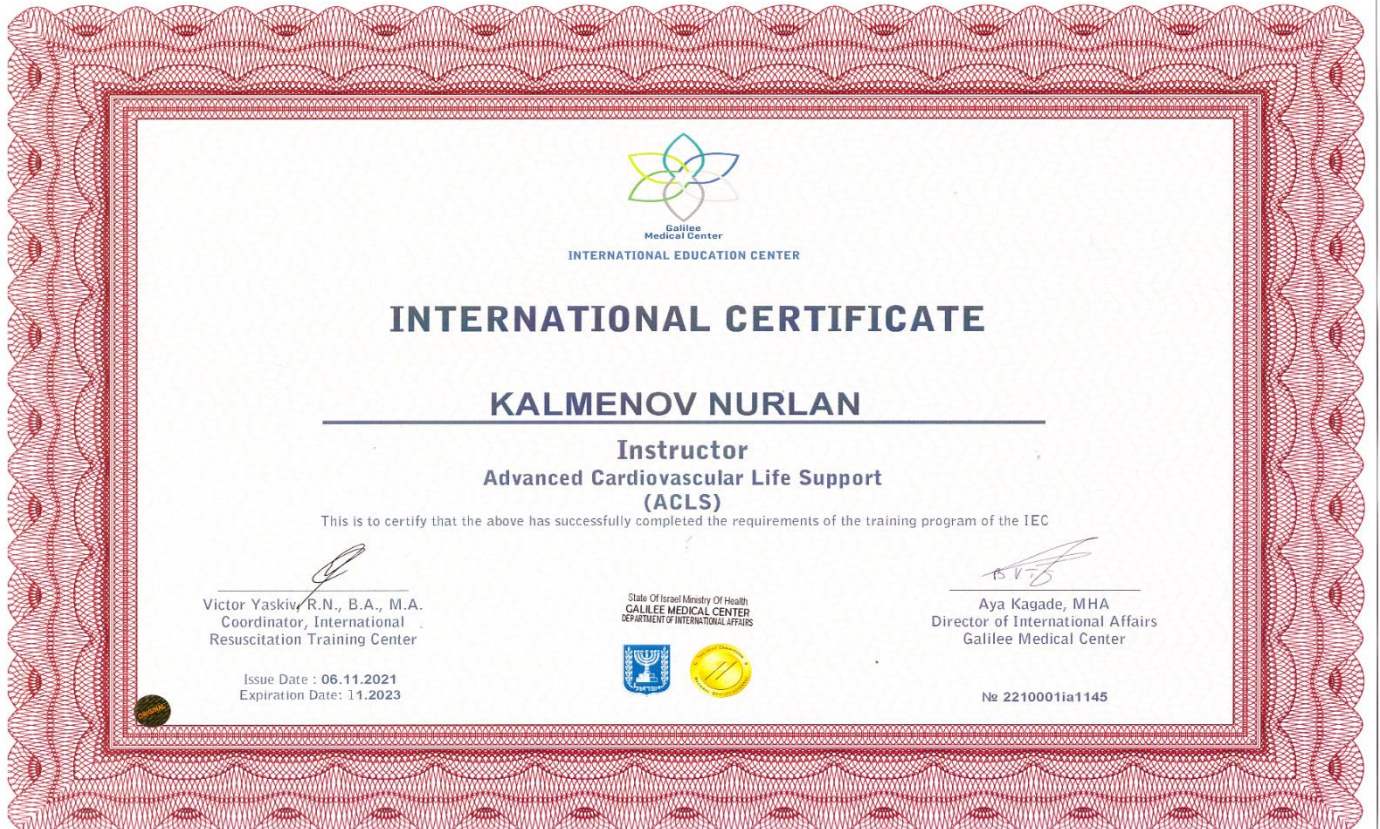 Galilee
Medical Center
INTERNATIONAL EDUCATION CENTER
INTERNATIONAL CERTIFICATE
KALMENOV NURLAN
Instructor
Advanced Cardiovascular Life Support
(ACLS)
This is to certify that the above has successfully completed the requirements of the training program of the IEC
Victor Yaskiv, R.N., B.A., M.A.
Coordinator, International
Resuscitation Training Center
Issue Date : 06.11.2021
Expiration Date: 11.2023
ORIGINAL
State Of Israel Ministry Of Health
GALILEE MEDICAL CENTER
DEPARTMENT OF INTERNATIONAL AFFAIRS
Aya Kagade, MHA
Director of International Affairs
Galilee Medical Center
№ 2210001ia1145